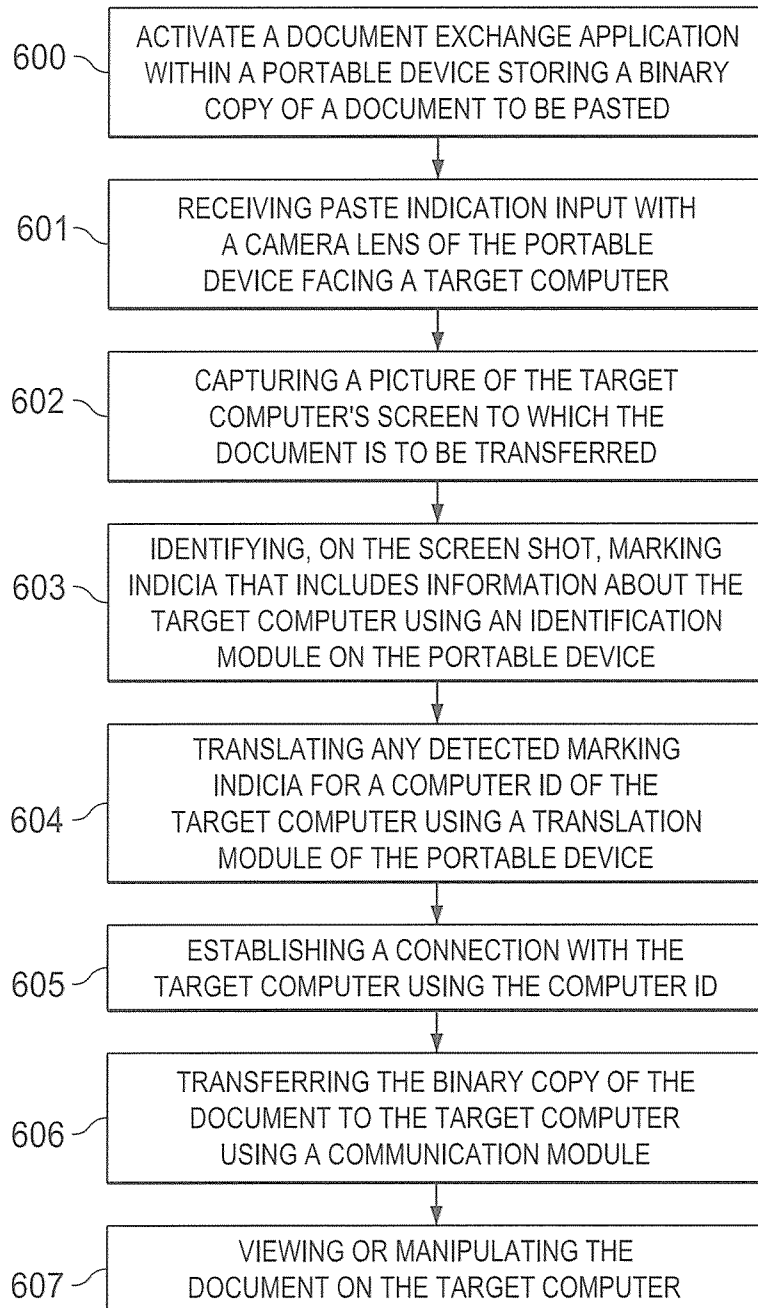 600
ACTIVATE A DOCUMENT EXCHANGE APPLICATION
WITHIN A PORTABLE DEVICE STORING A BINARY
COPY OF A DOCUMENT TO BE PASTED
601
RECEIVING PASTE INDICATION INPUT WITH
A CAMERA LENS OF THE PORTABLE
DEVICE FACING A TARGET COMPUTER
602
CAPTURING A PICTURE OF THE TARGET
COMPUTER'S SCREEN TO WHICH THE
DOCUMENT IS TO BE TRANSFERRED
603
IDENTIFYING, ON THE SCREEN SHOT, MARKING
INDICIA THAT INCLUDES INFORMATION ABOUT THE
TARGET COMPUTER USING AN IDENTIFICATION
MODULE ON THE PORTABLE DEVICE
604
TRANSLATING ANY DETECTED MARKING
INDICIA FOR A COMPUTER ID OF THE
TARGET COMPUTER USING A TRANSLATION
MODULE OF THE PORTABLE DEVICE
605
ESTABLISHING A CONNECTION WITH THE
TARGET COMPUTER USING THE COMPUTER ID
606
TRANSFERRING THE BINARY COPY OF THE
DOCUMENT TO THE TARGET COMPUTER
USING A COMMUNICATION MODULE
607
VIEWING OR MANIPULATING THE
DOCUMENT ON THE TARGET COMPUTER